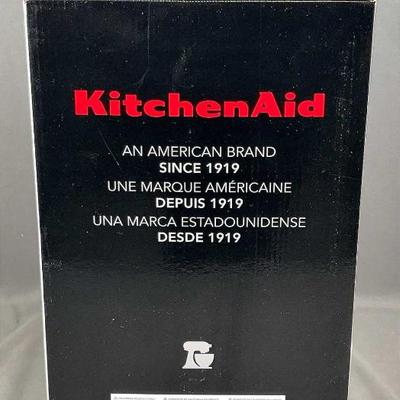 KitchenAid
AN AMERICAN BRAND
SINCE 1919
UNE MARQUE AMÉRICAINE
DEPUIS 1919
UNA MARCA ESTADOUNIDENSE
DESDE 1919